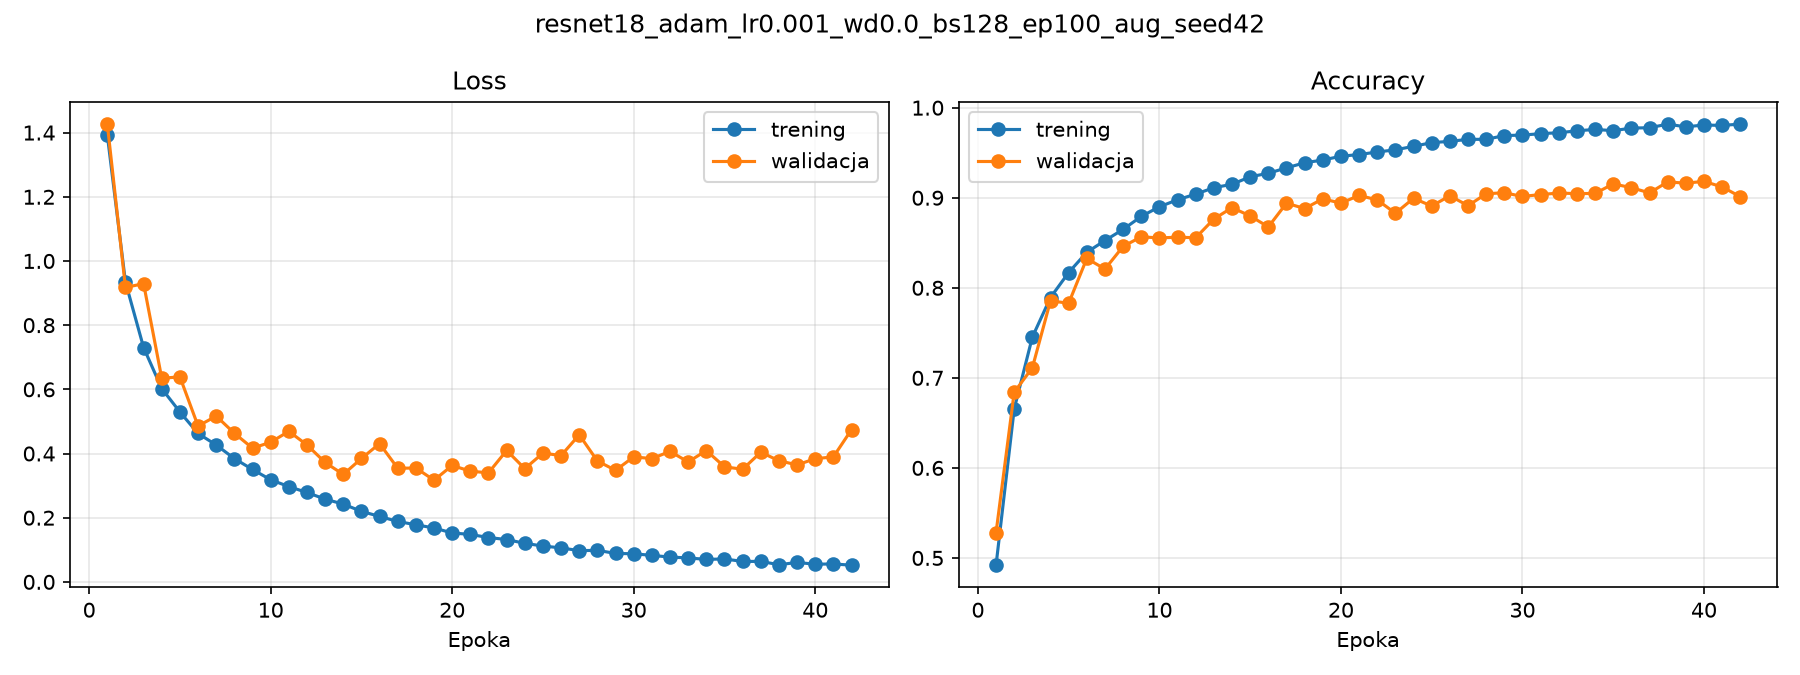 resnet18_adam_lr0.001_wd0.0_bs128_ep100_aug_seed42
Loss
trening
walidacja
1.4
1.2
1.0
0.8
0.6
0.4
0.2
0.0
0 10 20 30 40
Epoka
Accuracy
trening
walidacja
1.0
0.9
0.8
0.7
0.6
0.5
0 10 20 30 40
Epoka